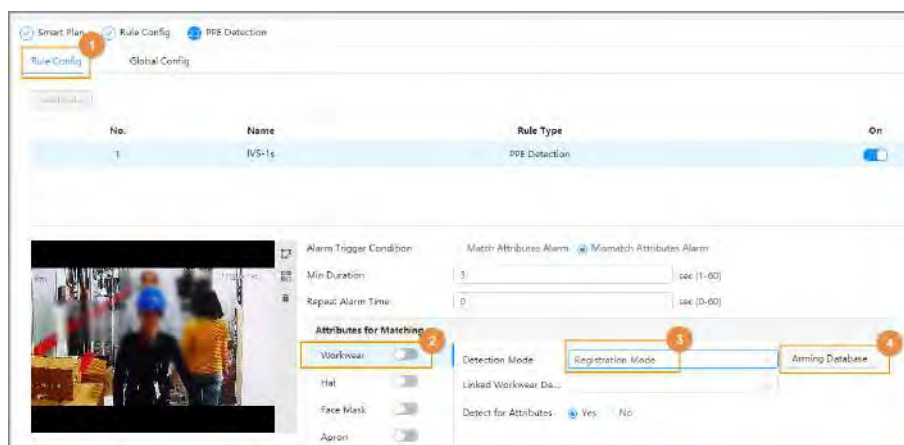 Smart Plan Rule Config PPE Detection
1
Rule Config Global Config
No. Name Rule Type On
1 IVS-1s PPE Detection
Alarm Trigger Condition Match Attributes Alarm Mismatch Attributes Alarm
Min Duration 3 sec (1-60)
Repeat Alarm Time 0 sec (0-60)
Attributes for Matching
2 3 4
Workwear Detection Mode Registration Mode Arming Database
Hat Linked Workwear Da...
Face Mask Detect for Attributes Yes No
Apron